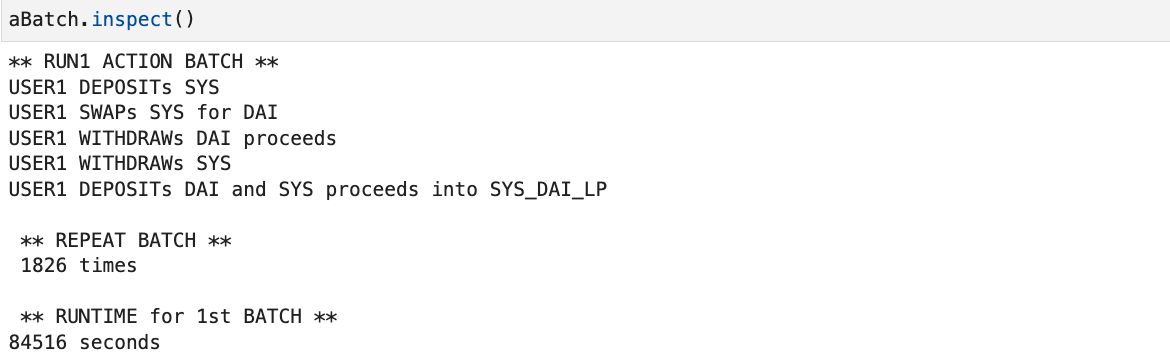 aBatch.inspect()
** RUN1 ACTION BATCH **
USER1 DEPOSITs SYS
USER1 SWAPs SYS for DAI
USER1 WITHDRAWs DAI proceeds
USER1 WITHDRAWs SYS
USER1 DEPOSITs DAI and SYS proceeds into SYS_DAI_LP
** REPEAT BATCH **
1826 times
** RUNTIME for 1st BATCH **
84516 seconds